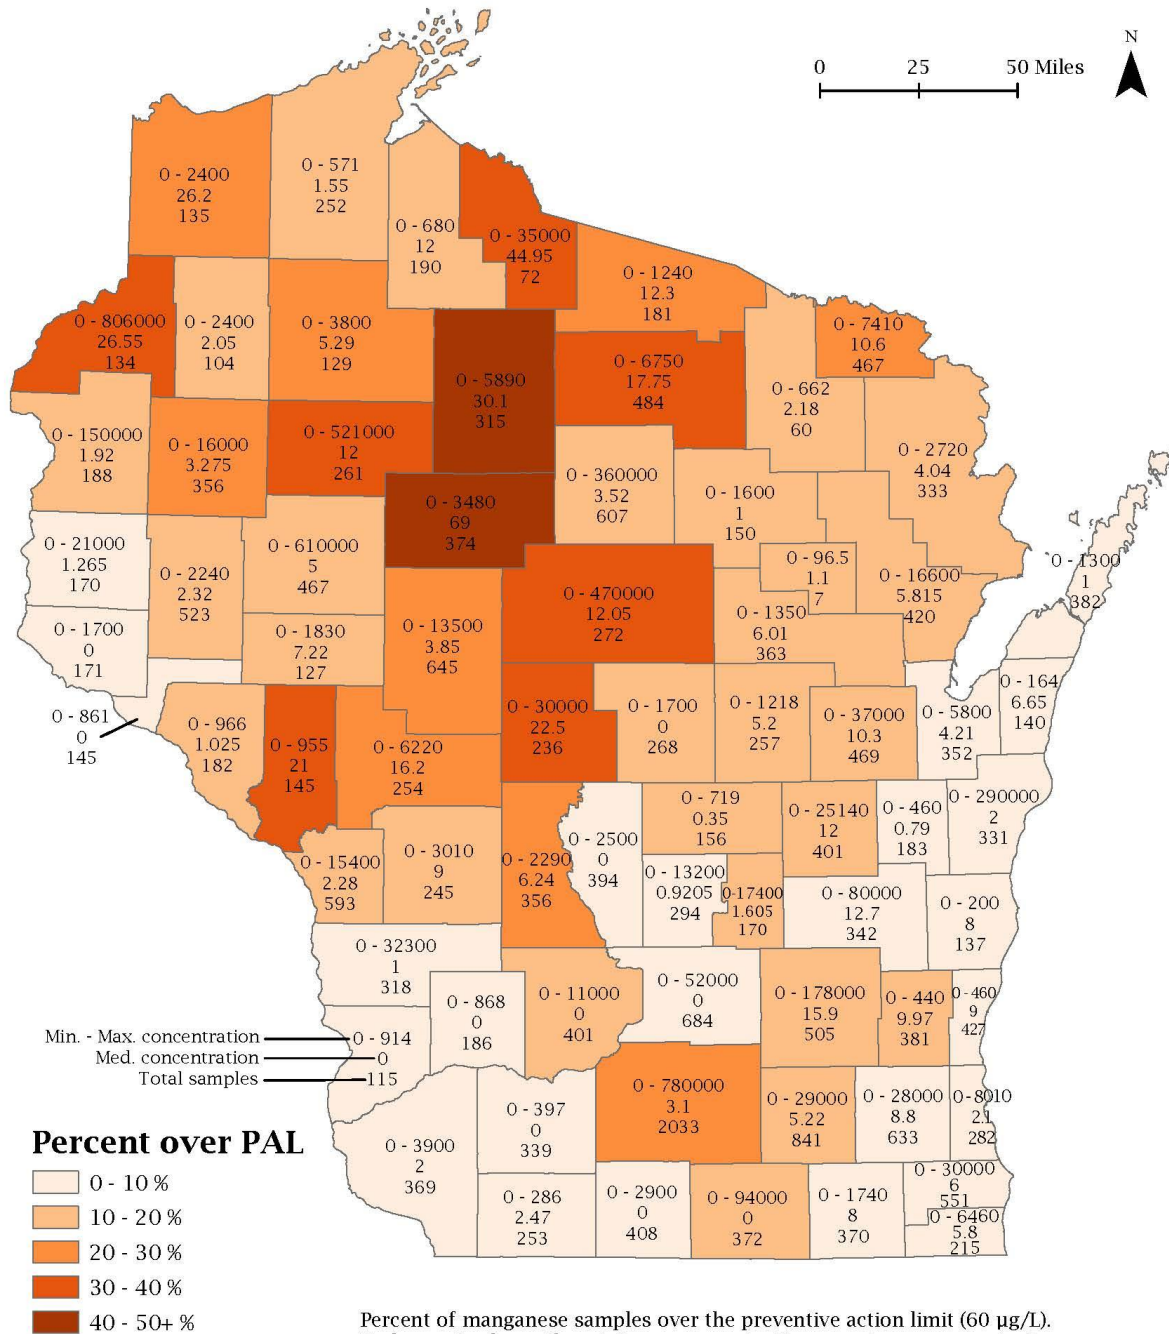 N
0 25 50 Miles
0 - 2400
26.2
135
0 - 571
1.55
252
0 - 680
12
190
0 - 35000
44.95
72
0 - 1240
12.3
181
0 - 7410
10.6
467
0 - 806000
26.55
134
0 - 2400
2.05
104
0 - 3800
5.29
129
0 - 5890
30.1
315
0 - 6750
17.75
484
0 - 662
2.18
60
0 - 2720
4.04
333
0 - 150000
1.92
188
0 - 16000
3.275
356
0 - 521000
12
261
0 - 360000
3.52
607
0 - 1600
1
150
0 - 3480
69
374
0 - 21000
1.265
170
0 - 2240
2.32
523
0 - 610000
5
467
0 - 96.5
1.1
7
0 - 16600
5.815
420
0 - 1300
1
382
0 - 1700
0
171
0 - 1830
7.22
127
0 - 13500
3.85
645
0 - 470000
12.05
272
0 - 1350
6.01
363
0 - 861
0
145
0 - 966
1.025
182
0 - 955
21
145
0 - 6220
16.2
254
0 - 30000
22.5
236
0 - 1700
0
268
0 - 1218
5.2
257
0 - 37000
10.3
469
0 - 5800
4.21
352
0 - 164
6.65
140
0 - 15400
2.28
593
0 - 3010
9
245
0 - 2290
6.24
356
0 - 2500
0
394
0 - 719
0.35
156
0 - 25140
12
401
0 - 460
0.79
183
0 - 290000
2
331
0 - 13200
0.9205
294
0-17400
1.605
170
0 - 80000
12.7
342
0 - 200
8
137
0 - 32300
1
318
0 - 868
0
186
0 - 11000
0
401
0 - 52000
0
684
0 - 178000
15.9
505
0 - 440
9.97
381
0 - 460
9
427
Min. - Max. concentration 0 - 914
Med. concentration 0
Total samples 115
0 - 3900
2
369
0 - 397
0
339
0 - 780000
3.1
2033
0 - 29000
5.22
841
0 - 28000
8.8
633
0 - 8010
2.1
282
0 - 286
2.47
253
0 - 2900
0
408
0 - 94000
0
372
0 - 1740
8
370
0 - 30000
6
551
0 - 6460
5.8
215
Percent over PAL
0 - 10 %
10 - 20 %
20 - 30 %
30 - 40 %
40 - 50+ %
Percent of manganese samples over the preventive action limit (60 µg/L).